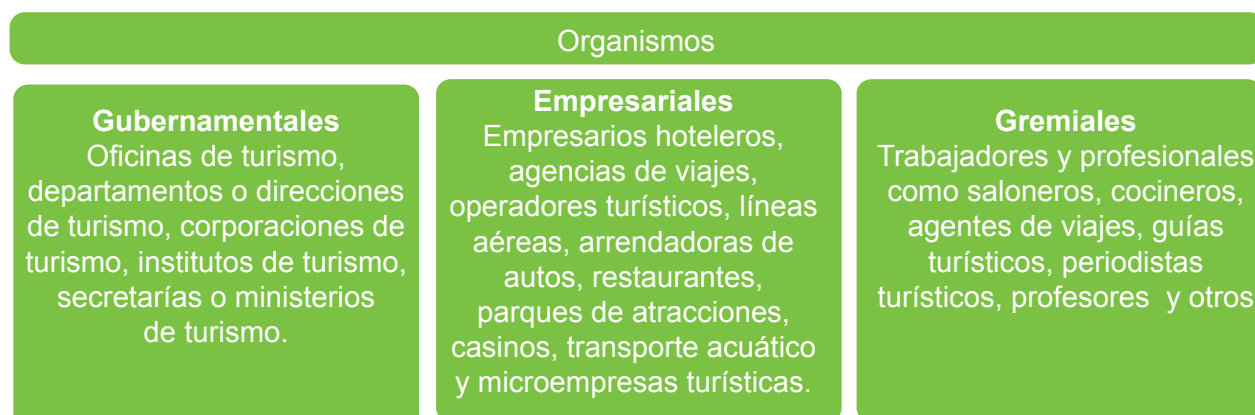 Organismos
Gubernamentales
Oficinas de turismo,
departamentos o direcciones
de turismo, corporaciones de
turismo, institutos de turismo,
secretarías o ministerios
de turismo.
Empresariales
Empresarios hoteleros,
agencias de viajes,
operadores turísticos, líneas
aéreas, arrendadoras de
autos, restaurantes,
parques de atracciones,
casinos, transporte acuático
y microempresas turísticas.
Gremiales
Trabajadores y profesionales
como saloneros, cocineros,
agentes de viajes, guías
turísticos, periodistas
turísticos, profesores y otros